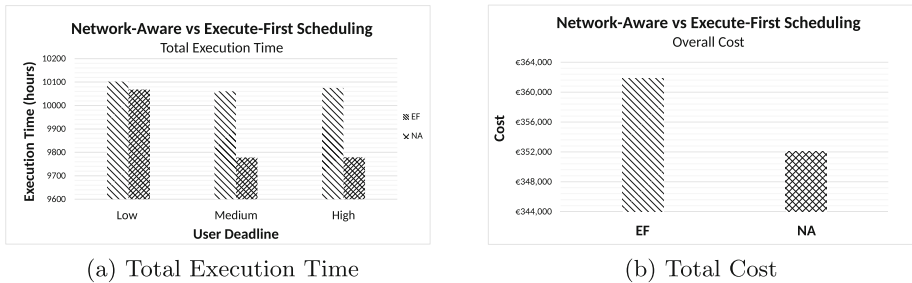 Network-Aware vs Execute-First Scheduling
Total Execution Time
Execution Time (hours)
10200
10100
10000
9900
9800
9700
9600
Low Medium High
User Deadline
EF
NA
(a) Total Execution Time
Network-Aware vs Execute-First Scheduling
Overall Cost
Cost
€364,000
€360,000
€356,000
€352,000
€348,000
€344,000
EF NA
(b) Total Cost